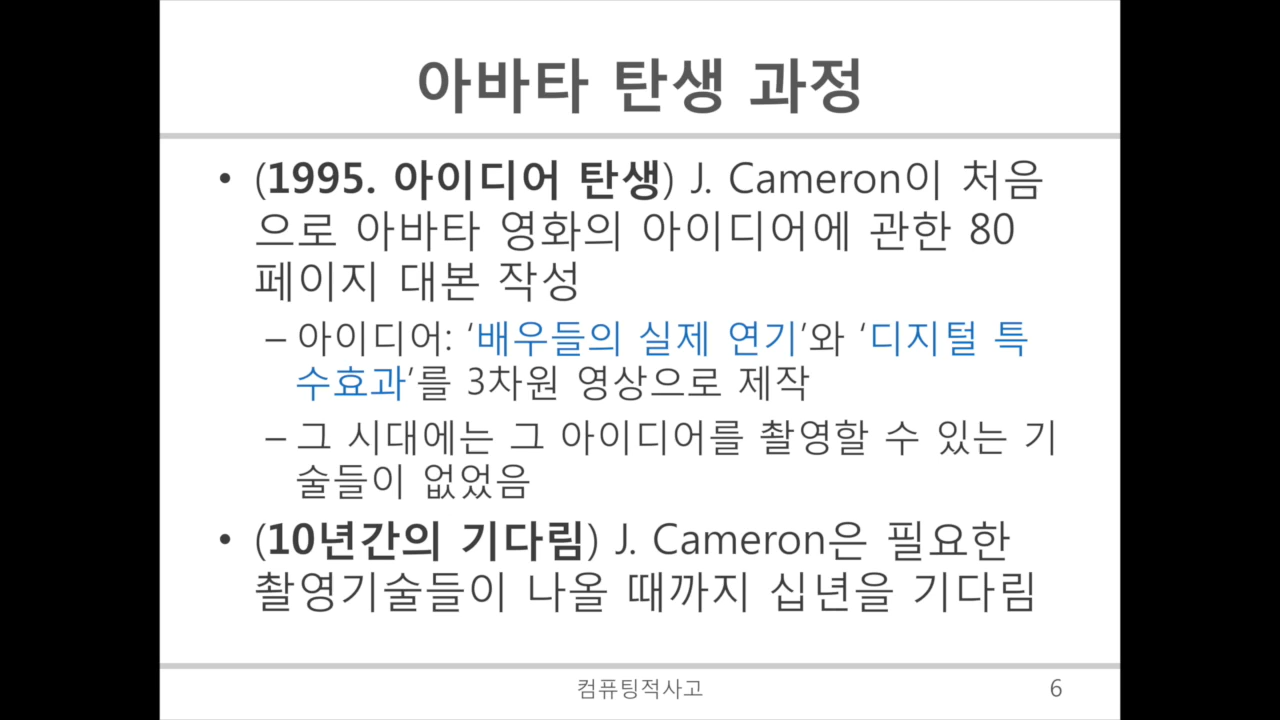 아바타 탄생 과정
• (1995. 아이디어 탄생) J. Cameron이 처음
으로 아바타 영화의 아이디어에 관한 80
페이지 대본 작성
– 아이디어: ‘배우들의 실제 연기’와 ‘디지털 특
수효과’를 3차원 영상으로 제작
– 그 시대에는 그 아이디어를 촬영할 수 있는 기
술들이 없었음
• (10년간의 기다림) J. Cameron은 필요한
촬영기술들이 나올 때까지 십년을 기다림
컴퓨팅적사고 6